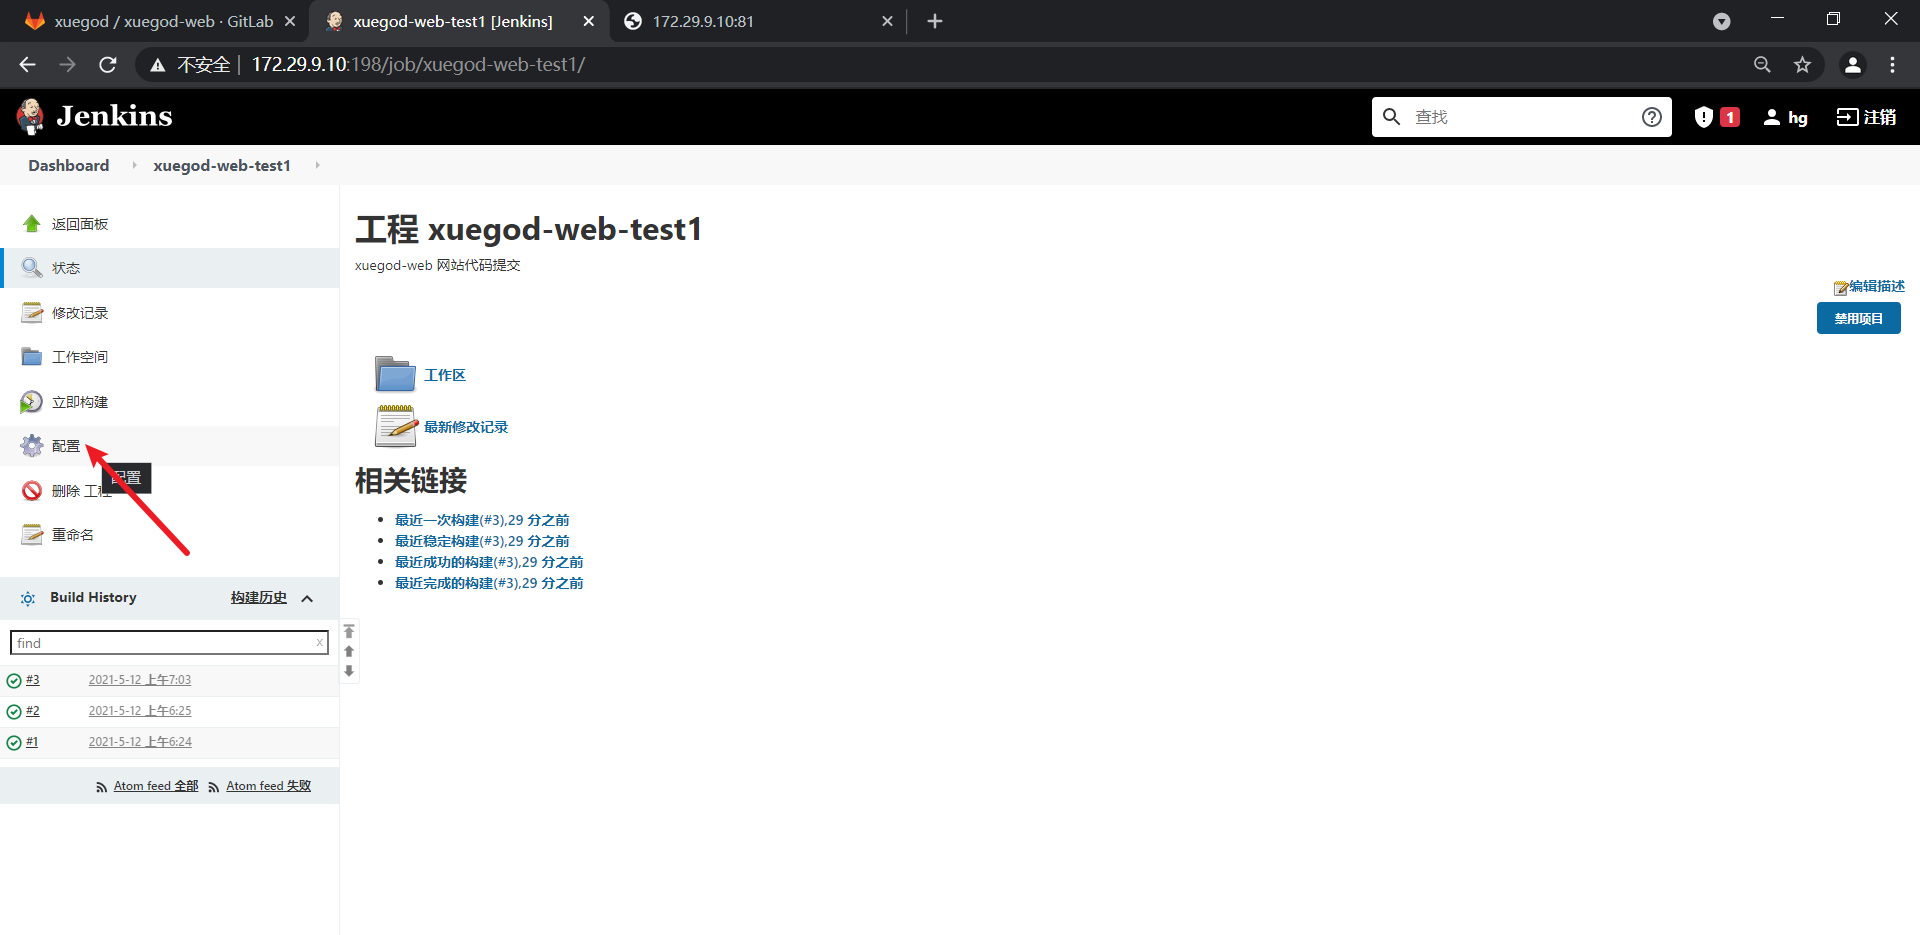 xuegod / xuegod-web · GitLab
xuegod-web-test1 [Jenkins]
172.29.9.10:81
不安全 172.29.9.10:198/job/xuegod-web-test1/
Jenkins
查找
1
hg
注销
Dashboard
xuegod-web-test1
返回面板
状态
修改记录
工作空间
立即构建
配置
配置
删除 工程
重命名
Build History
构建历史
find
x
#3 2021-5-12 上午7:03
#2 2021-5-12 上午6:25
#1 2021-5-12 上午6:24
Atom feed 全部
Atom feed 失败
工程 xuegod-web-test1
xuegod-web 网站代码提交
编辑描述
禁用项目
工作区
最新修改记录
相关链接
最近一次构建(#3),29 分之前
最近稳定构建(#3),29 分之前
最近成功的构建(#3),29 分之前
最近完成的构建(#3),29 分之前